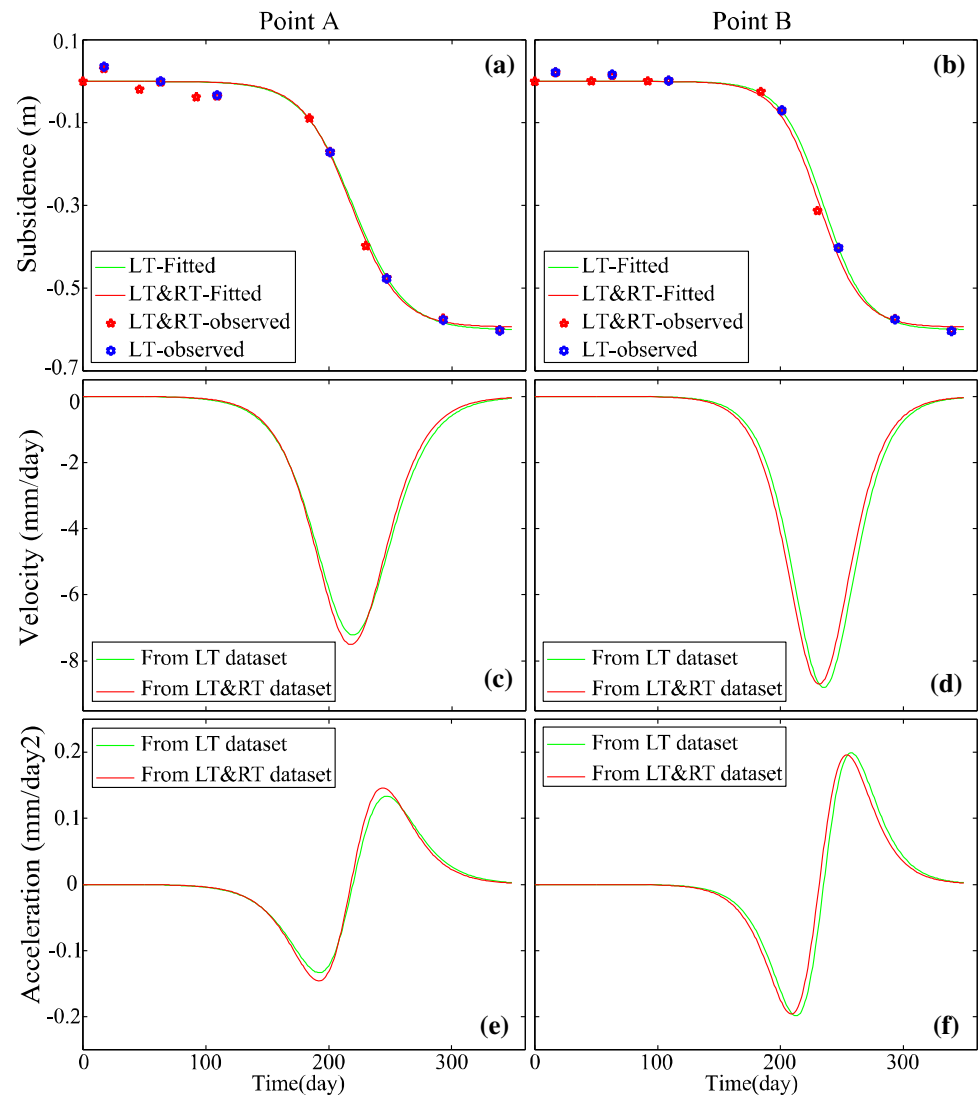 Point A
Point B
Subsidence (m)
0.1
-0.1
-0.3
-0.5
-0.7
(a)
LT-Fitted
LT&RT-Fitted
LT&RT-observed
LT-observed
(b)
LT-Fitted
LT&RT-Fitted
LT&RT-observed
LT-observed
Velocity (mm/day)
0
-2
-4
-6
-8
From LT dataset
From LT&RT dataset
(c)
From LT dataset
From LT&RT dataset
(d)
Acceleration (mm/day2)
0.2
0.1
0
-0.1
-0.2
From LT dataset
From LT&RT dataset
(e)
From LT dataset
From LT&RT dataset
(f)
0 100 200 300
Time(day)
0 100 200 300
Time(day)